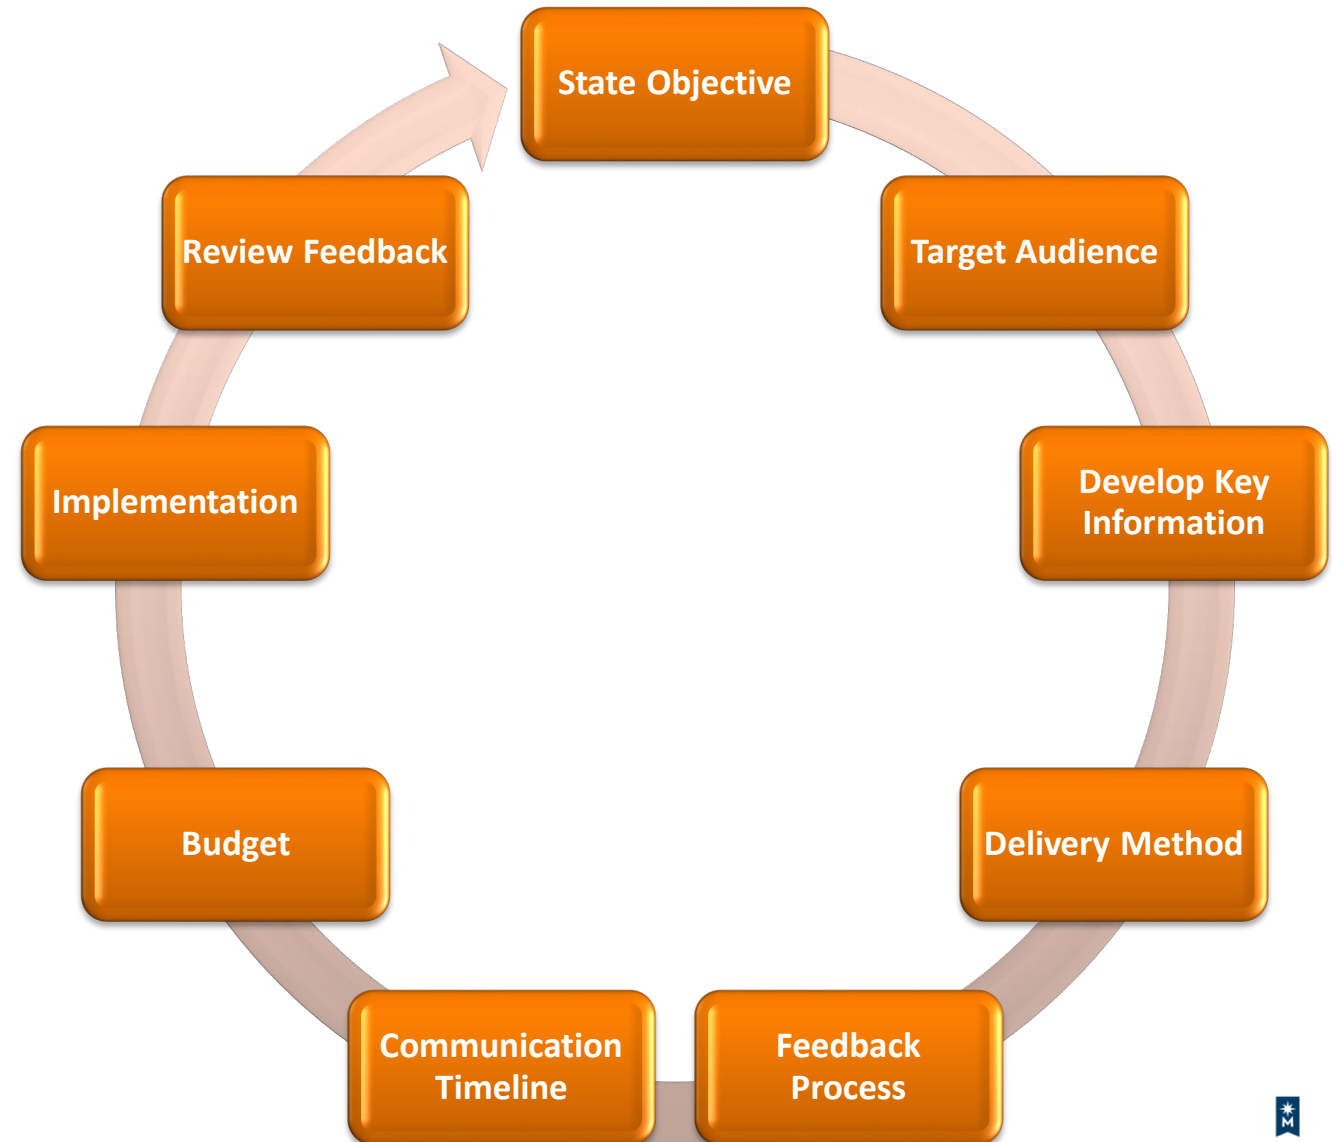 State Objective
Target Audience
Develop Key
Information
Delivery Method
Feedback
Process
Communication
Timeline
Budget
Implementation
Review Feedback
M